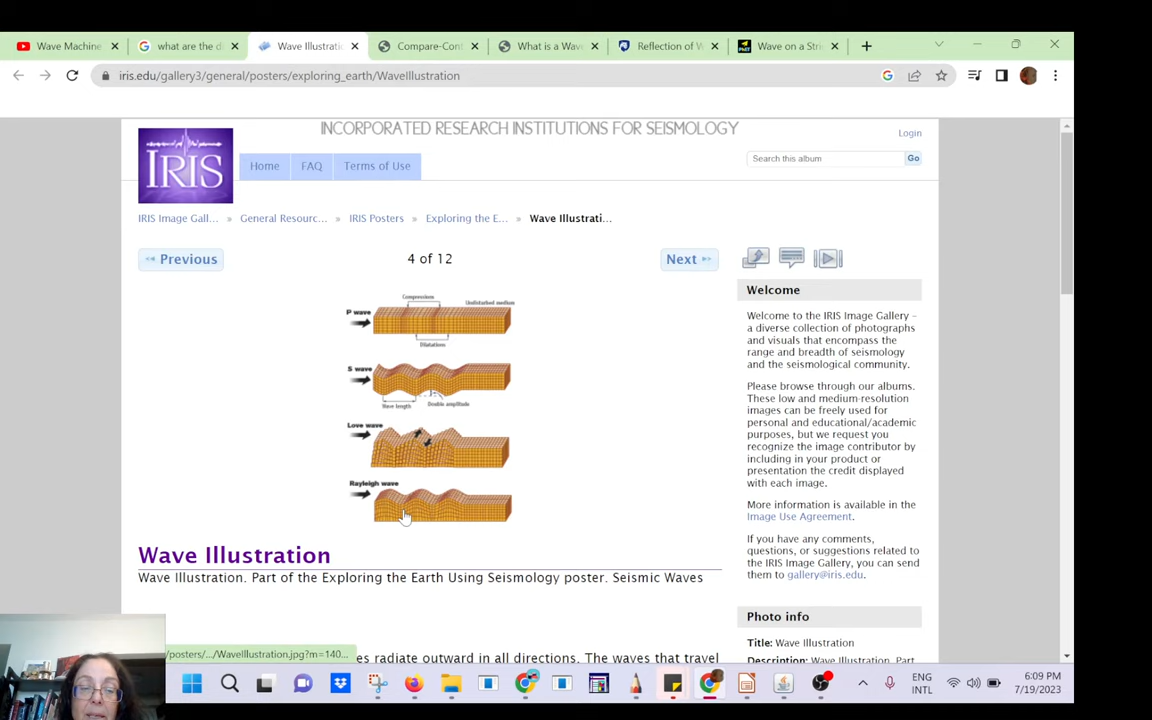 Wave Machine
what are the d
Wave Illustratio
Compare-Cont
What is a Wave
Reflection of W
Wave on a Stri
iris.edu/gallery3/general/posters/exploring_earth/WaveIllustration
INCORPORATED RESEARCH INSTITUTIONS FOR SEISMOLOGY
Login
IRIS
Home FAQ Terms of Use
Search this album Go
IRIS Image Gall... » General Resourc... » IRIS Posters » Exploring the E... » Wave Illustrati...
Previous 4 of 12 Next
Compressions
Undisturbed medium
P wave
Dilatations
S wave
Wave length
Double amplitude
Love wave
Rayleigh wave
Wave Illustration
Wave Illustration. Part of the Exploring the Earth Using Seismology poster. Seismic Waves
es radiate outward in all directions. The waves that travel
/posters/.../WaveIllustration.jpg?m=140...
Welcome
Welcome to the IRIS Image Gallery –
a diverse collection of photographs
and visuals that encompass the
range and breadth of seismology
and the seismological community.
Please browse through our albums.
These low and medium-resolution
images can be freely used for
personal and educational/academic
purposes, but we request you
recognize the image contributor by
including in your product or
presentation the credit displayed
with each image.
More information is available in the
Image Use Agreement.
If you have any comments,
questions, or suggestions related to
the IRIS Image Gallery, you can send
them to gallery@iris.edu.
Photo info
Title: Wave Illustration
Description: Wave Illustration. Part
ENG
INTL
6:09 PM
7/19/2023